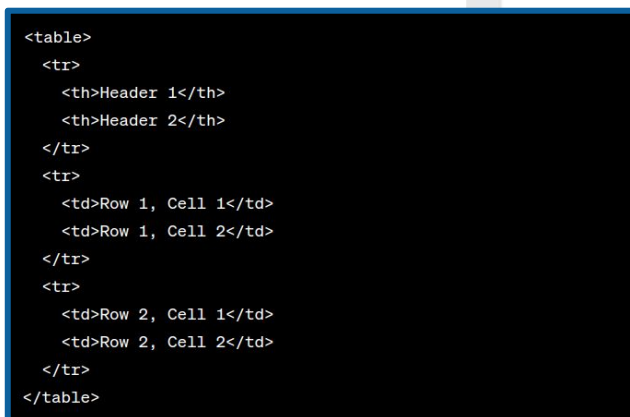 <table>
<tr>
<th>Header 1</th>
<th>Header 2</th>
</tr>
<tr>
<td>Row 1, Cell 1</td>
<td>Row 1, Cell 2</td>
</tr>
<tr>
<td>Row 2, Cell 1</td>
<td>Row 2, Cell 2</td>
</tr>
</table>